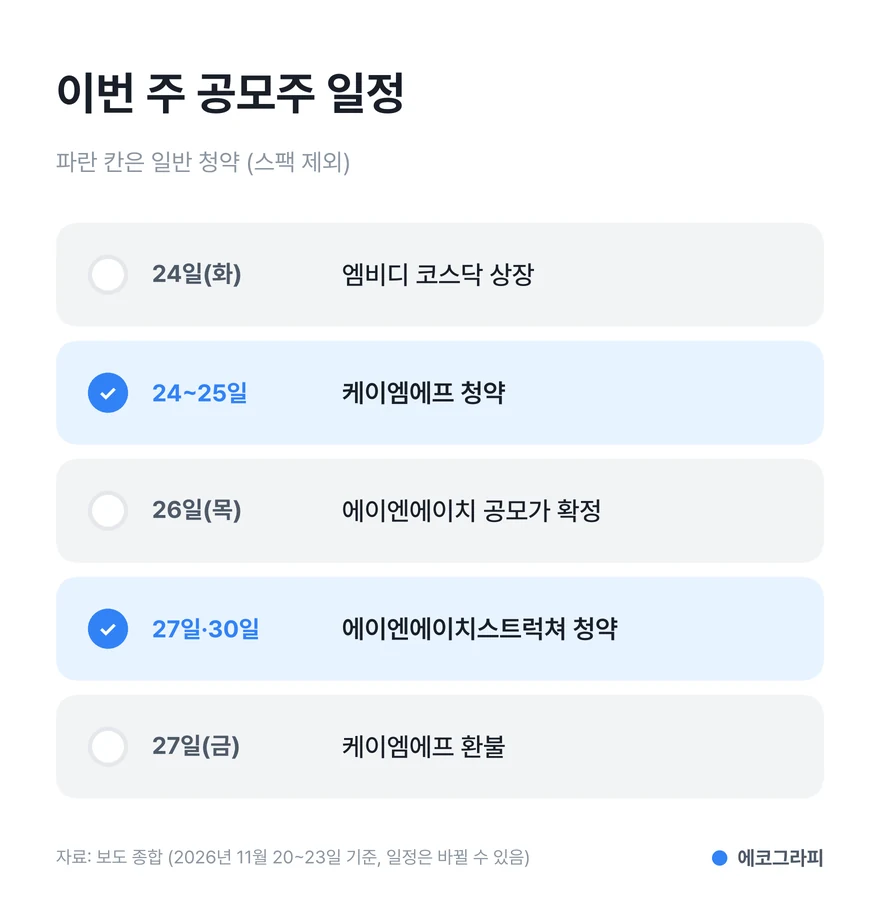 이번 주 공모주 일정
파란 칸은 일반 청약 (스팩 제외)
24일(화) 엠비디 코스닥 상장
24~25일 케이엠에프 청약
26일(목) 에이엔에이치 공모가 확정
27일·30일 에이엔에이치스트럭쳐 청약
27일(금) 케이엠에프 환불
자료: 보도 종합 (2026년 11월 20~23일 기준, 일정은 바뀔 수 있음) 에코그라피